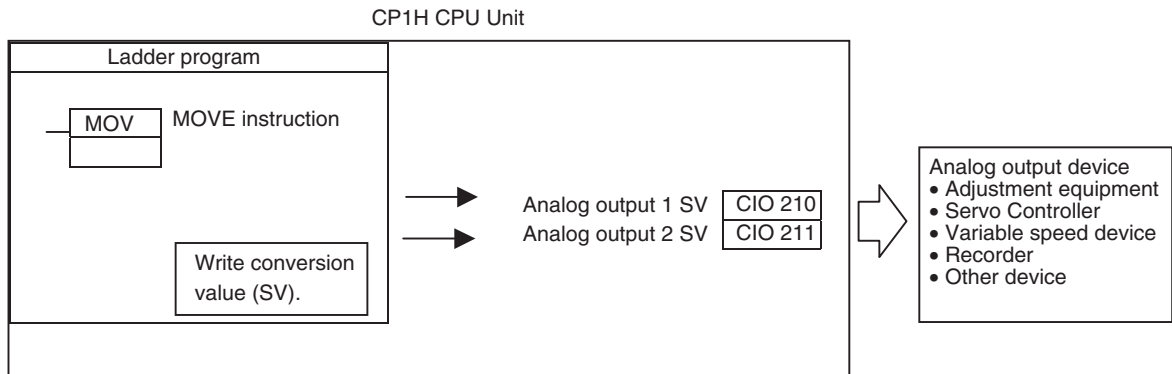 CP1H CPU Unit
Ladder program
MOV
MOVE instruction
Write conversion
value (SV).
Analog output 1 SV
CIO 210
Analog output 2 SV
CIO 211
Analog output device
• Adjustment equipment
• Servo Controller
• Variable speed device
• Recorder
• Other device